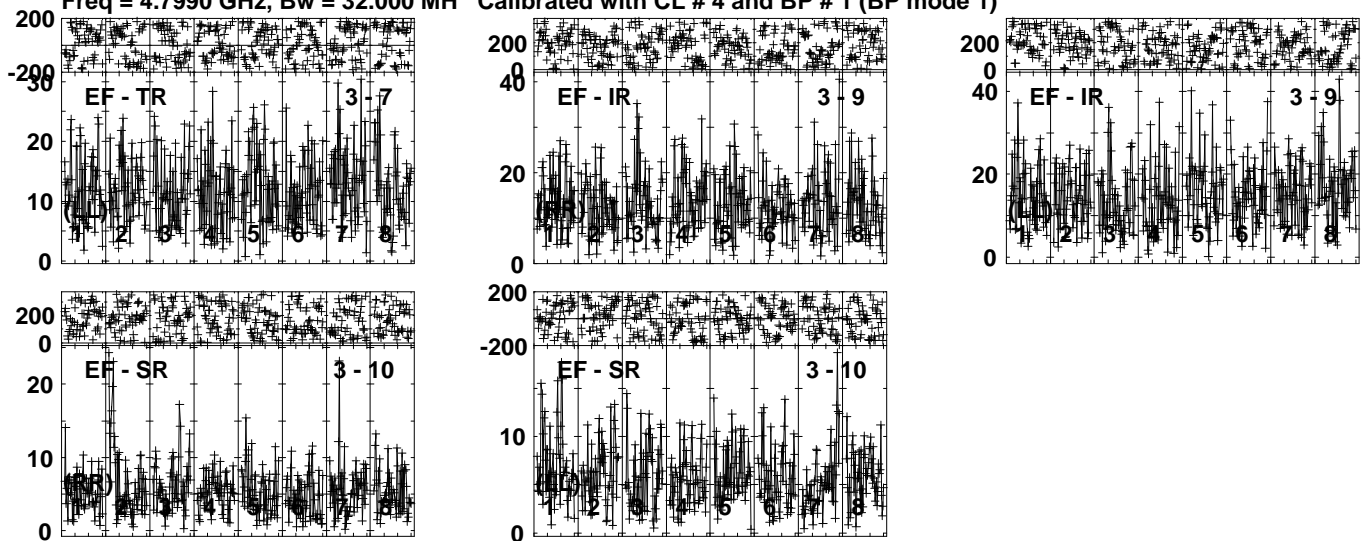 Freq = 4.7990 GHz, Bw = 32.000 MH Calibrated with CL # 4 and BP # 1 (BP mode 1)
200
-200
30
20
10
0
EF - TR 3 - 7
(LL)
1 2 3 4 5 6 7 8
200
0
40
20
0
EF - IR 3 - 9
(RR)
1 2 3 4 5 6 7 8
200
0
40
20
0
EF - IR 3 - 9
(LL)
1 2 3 4 5 6 7 8
200
0
20
10
0
EF - SR 3 - 10
(RR)
1 2 3 4 5 6 7 8
200
-200
10
0
EF - SR 3 - 10
(LL)
1 2 3 4 5 6 7 8